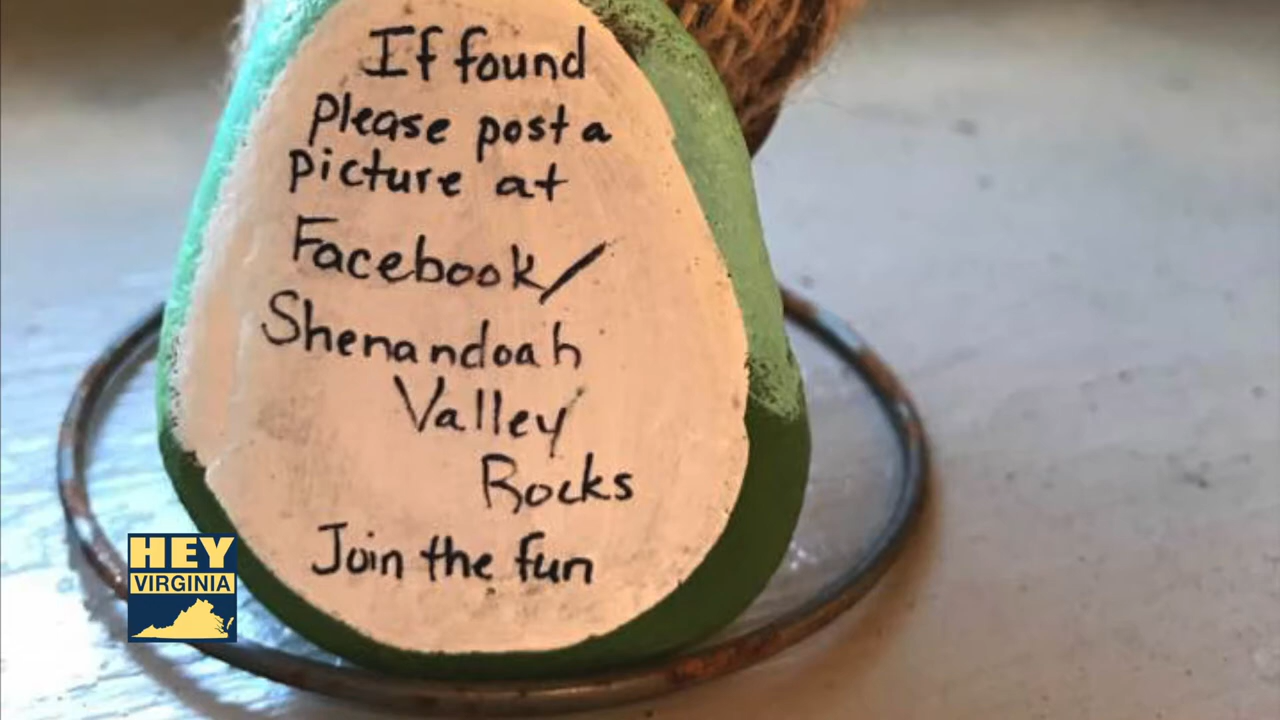 If found
please post a
picture at
Facebook/
Shenandoah
Valley
Rocks
Join the fun
HEY
VIRGINIA